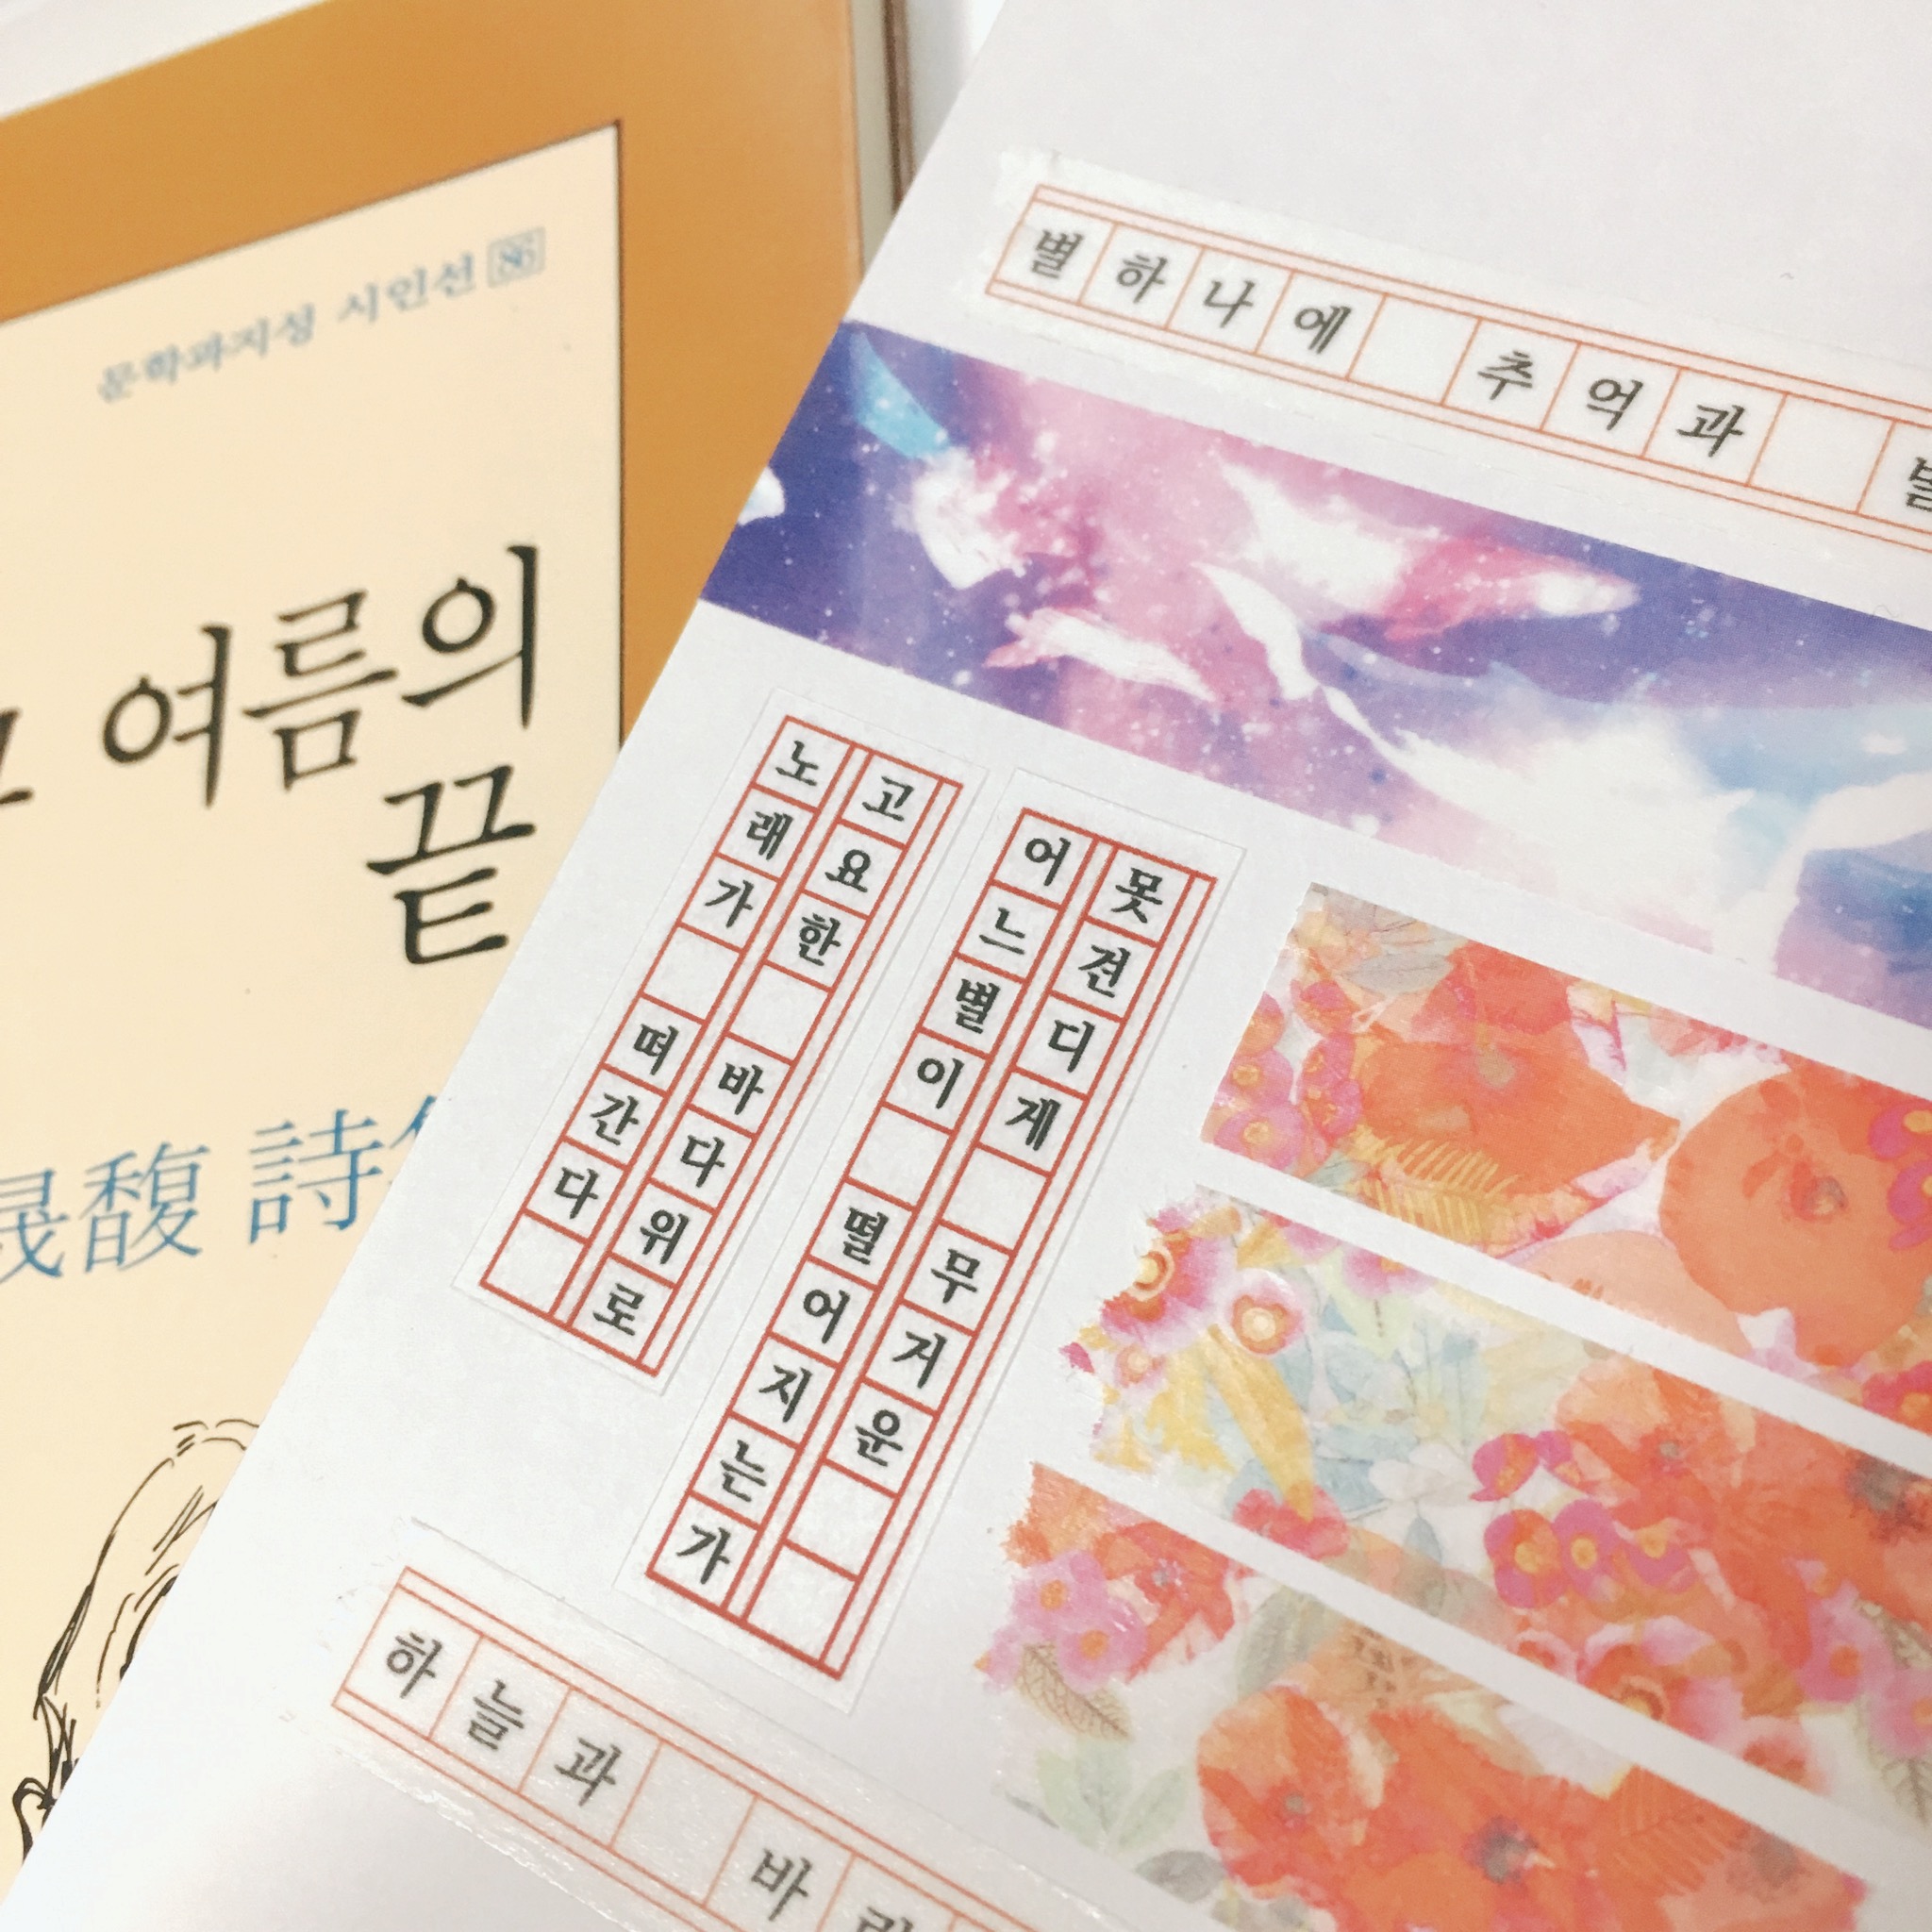 문학과지성 시인선 86
여름의
끝
晟馥 詩
별하나에 추억과
고요한 바다위로
노래가 떠간다
못견디게 무거운
어느별이 떨어지는가
하늘과 바